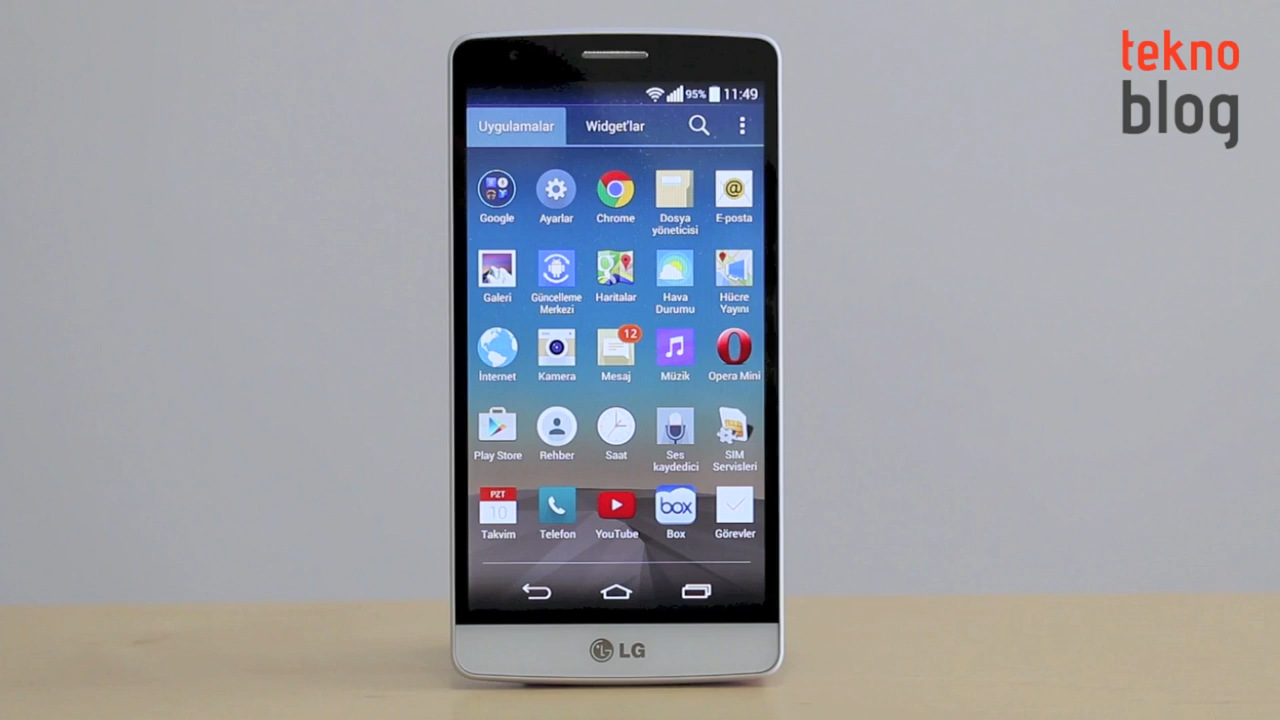 tekno
blog
95% 11:49
Uygulamalar Widget'lar
Google Ayarlar Chrome Dosya yöneticisi E-posta
Galeri Güncelleme Merkezi Haritalar Hava Durumu Hücre Yayını
12
İnternet Kamera Mesaj Müzik Opera Mini
Play Store Rehber Saat Ses kaydedici SIM Servisleri
PZT
10
box
Takvim Telefon YouTube Box Görevler
LG